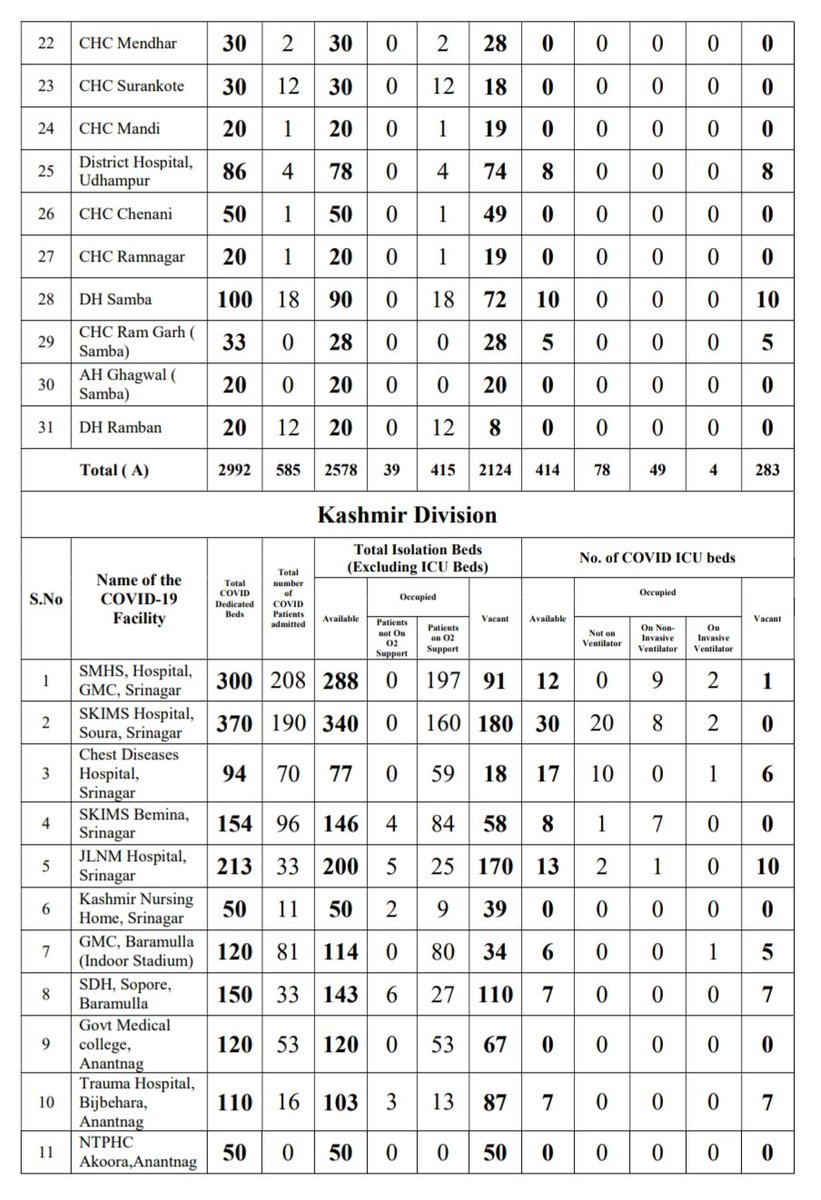 22 CHC Mendhar 30 2 30 0 2 28 0 0 0 0 0
23 CHC Surankote 30 12 30 0 12 18 0 0 0 0 0
24 CHC Mandi 20 1 20 0 1 19 0 0 0 0 0
25 District Hospital, Udhampur 86 4 78 0 4 74 8 0 0 0 8
26 CHC Chenani 50 1 50 0 1 49 0 0 0 0 0
27 CHC Ramnagar 20 1 20 0 1 19 0 0 0 0 0
28 DH Samba 100 18 90 0 18 72 10 0 0 0 10
29 CHC Ram Garh ( Samba) 33 0 28 0 0 28 5 0 0 0 5
30 AH Ghagwal ( Samba) 20 0 20 0 0 20 0 0 0 0 0
31 DH Ramban 20 12 20 0 12 8 0 0 0 0 0
Total ( A) 2992 585 2578 39 415 2124 414 78 49 4 283
Kashmir Division
S.No
Name of the COVID-19 Facility
Total COVID Dedicated Beds
Total number of COVID Patients admitted
Total Isolation Beds (Excluding ICU Beds)
No. of COVID ICU beds
Available
Occupied
Vacant
Available
Occupied
Vacant
Patients not On O2 Support
Patients on O2 Support
Not on Ventilator
On Non-Invasive Ventilator
On Invasive Ventilator
1 SMHS, Hospital, GMC, Srinagar 300 208 288 0 197 91 12 0 9 2 1
2 SKIMS Hospital, Soura, Srinagar 370 190 340 0 160 180 30 20 8 2 0
3 Chest Diseases Hospital, Srinagar 94 70 77 0 59 18 17 10 0 1 6
4 SKIMS Bemina, Srinagar 154 96 146 4 84 58 8 1 7 0 0
5 JLNM Hospital, Srinagar 213 33 200 5 25 170 13 2 1 0 10
6 Kashmir Nursing Home, Srinagar 50 11 50 2 9 39 0 0 0 0 0
7 GMC, Baramulla (Indoor Stadium) 120 81 114 0 80 34 6 0 0 1 5
8 SDH, Sopore, Baramulla 150 33 143 6 27 110 7 0 0 0 7
9 Govt Medical college, Anantnag 120 53 120 0 53 67 0 0 0 0 0
10 Trauma Hospital, Bijbehara, Anantnag 110 16 103 3 13 87 7 0 0 0 7
11 NTPHC Akoora,Anantnag 50 0 50 0 0 50 0 0 0 0 0